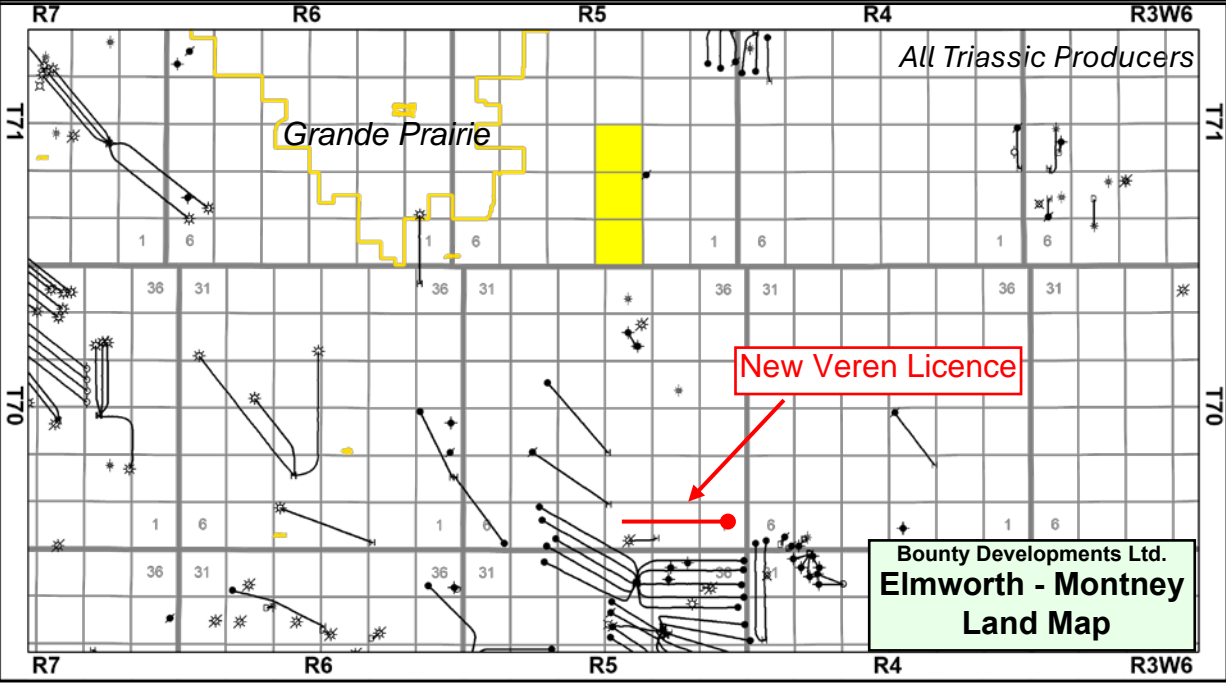 R7 R6 R5 R4 R3W6
All Triassic Producers
T71 T71
Grande Prairie
1 6 1 6 1 6 1 6
36 31 36 31 36 31 36 31
New Veren Licence
T70 T70
1 6 1 6 6 1 6
36 31 36 31 36 31
Bounty Developments Ltd.
Elmworth - Montney
Land Map
R7 R6 R5 R4 R3W6